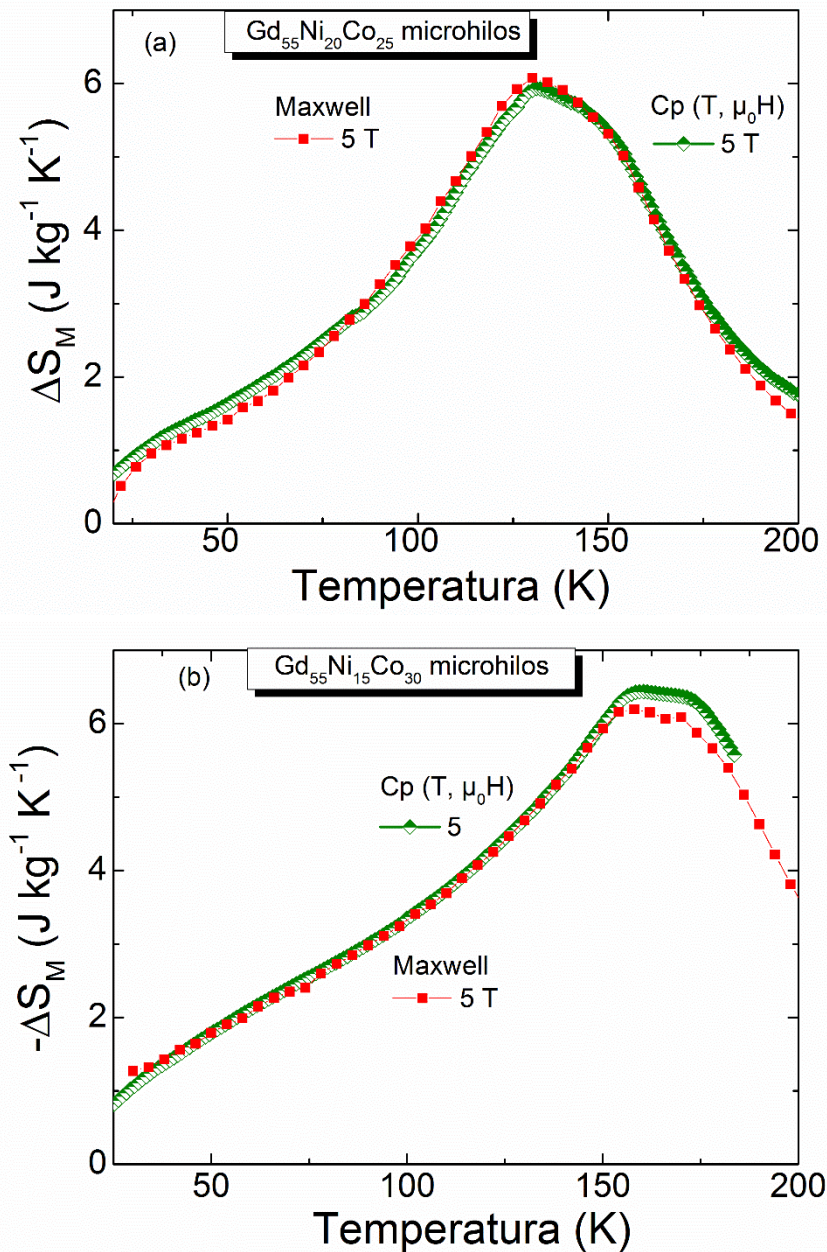 (a)
Gd55Ni20Co25 microhilos
Maxwell
5 T
Cp (T, μ0H)
5 T
ΔSM (J kg-1 K-1)
6
4
2
0
50
100
150
200
Temperatura (K)
(b)
Gd55Ni15Co30 microhilos
Cp (T, μ0H)
5
Maxwell
5 T
-ΔSM (J kg-1 K-1)
6
4
2
0
50
100
150
200
Temperatura (K)